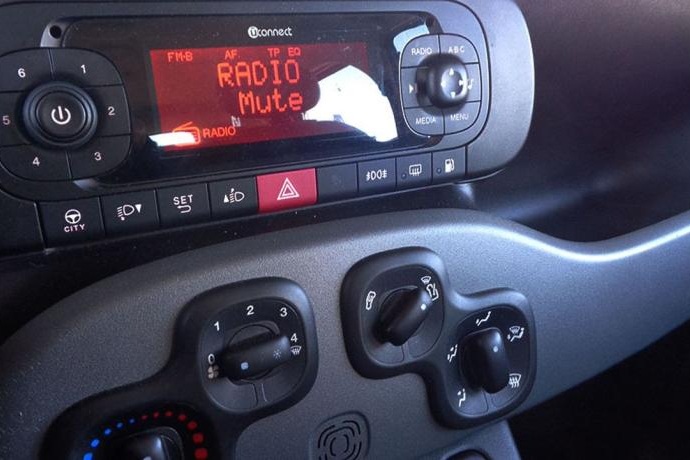 uconnect
FM-B AF TP EQ
RADIO
Mute
RADIO
6 1
5 2
4 3
RADIO ABC
MEDIA MENU
CITY
SET
1 2 3 4
0